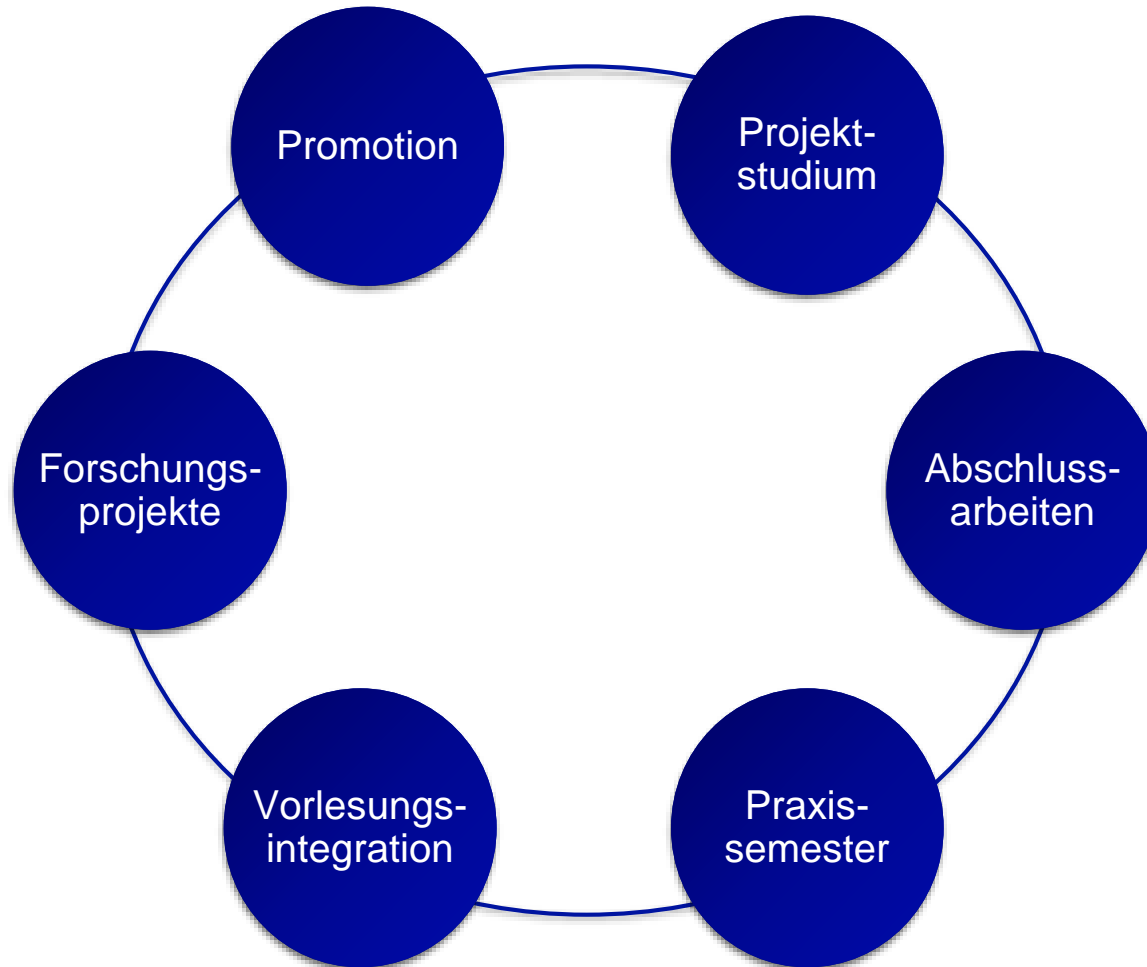 Promotion
Projekt-
studium
Forschungs-
projekte
Abschluss-
arbeiten
Vorlesungs-
integration
Praxis-
semester